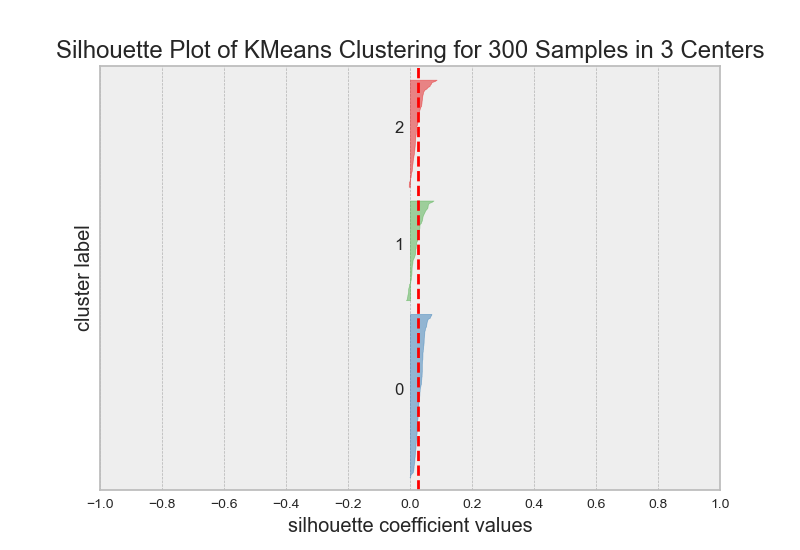 Silhouette Plot of KMeans Clustering for 300 Samples in 3 Centers
2
1
0
cluster label
−1.0 −0.8 −0.6 −0.4 −0.2 0.0 0.2 0.4 0.6 0.8 1.0
silhouette coefficient values